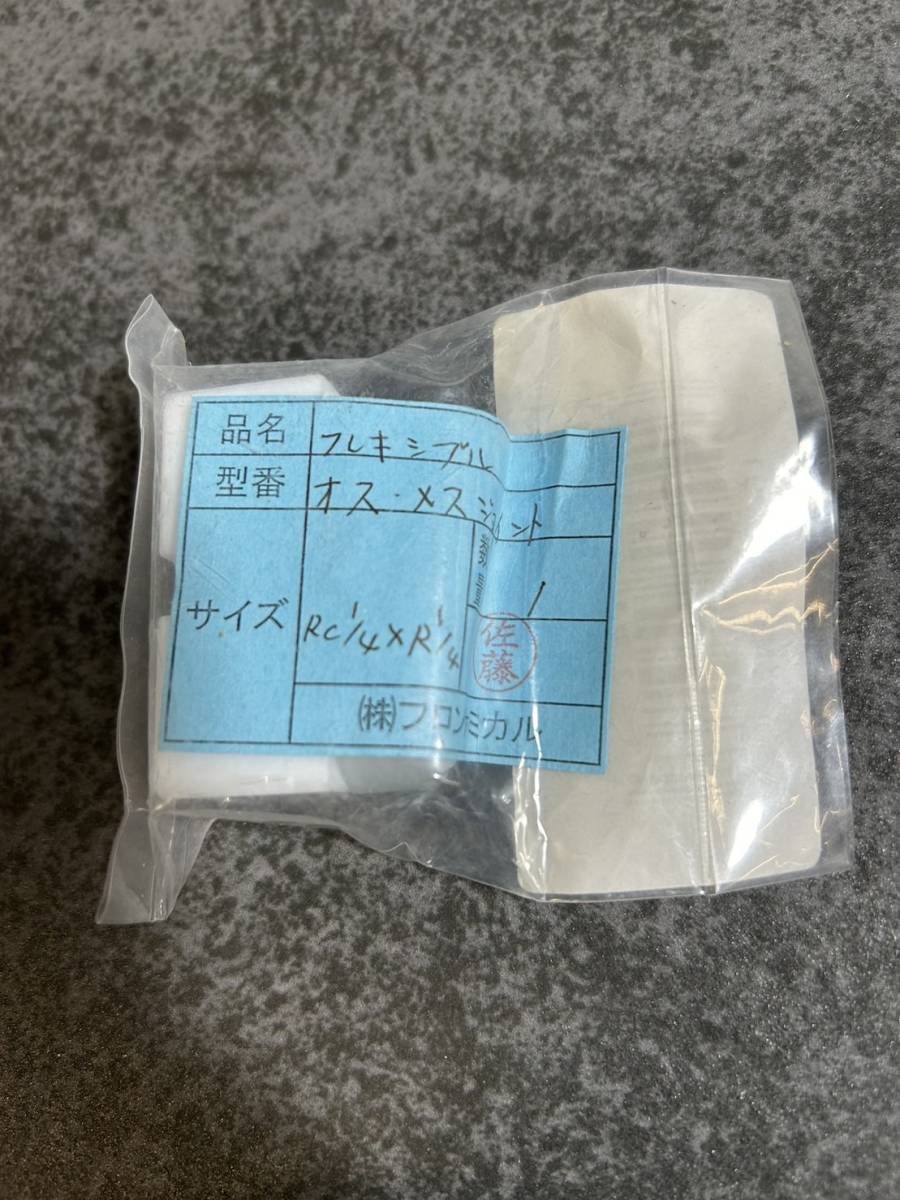 品名 フレキシブル
型番 オス・メスジョイント
サイズ RC1/4×R1/4
1
佐藤
(株)フロンケミカル